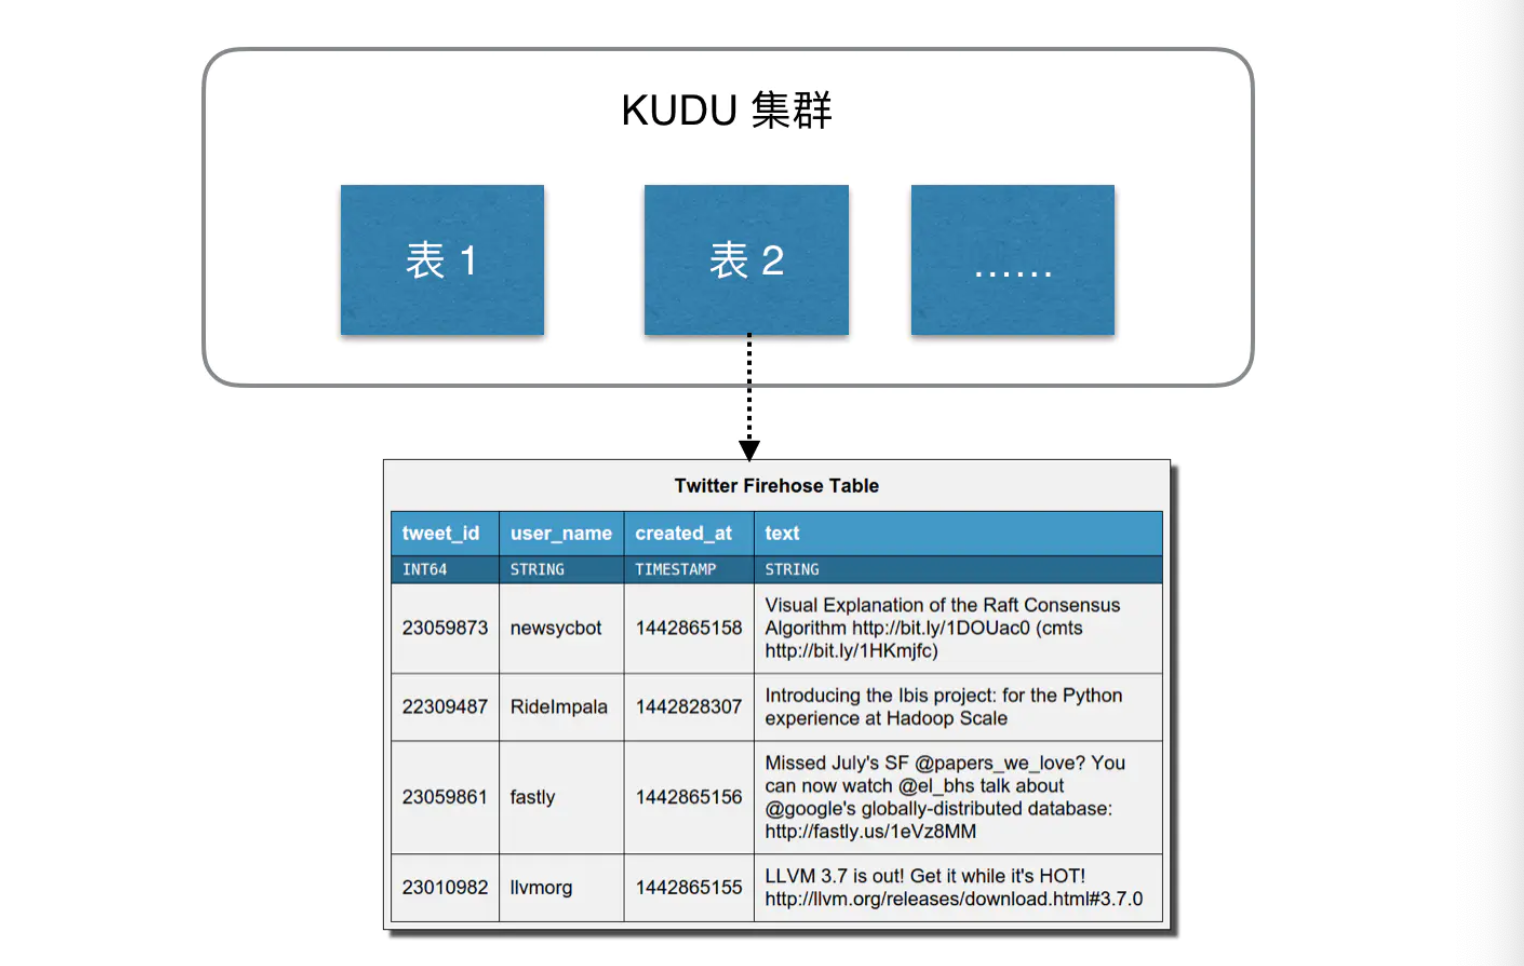 KUDU 集群
表 1
表 2
......
Twitter Firehose Table
tweet_id user_name created_at text
INT64 STRING TIMESTAMP STRING
23059873 newsycbot 1442865158 Visual Explanation of the Raft Consensus
Algorithm http://bit.ly/1DOUac0 (cmts
http://bit.ly/1HKmjfc)
22309487 RideImpala 1442828307 Introducing the Ibis project: for the Python
experience at Hadoop Scale
23059861 fastly 1442865156 Missed July's SF @papers_we_love? You
can now watch @el_bhs talk about
@google's globally-distributed database:
http://fastly.us/1eVz8MM
23010982 llvmorg 1442865155 LLVM 3.7 is out! Get it while it's HOT!
http://llvm.org/releases/download.html#3.7.0